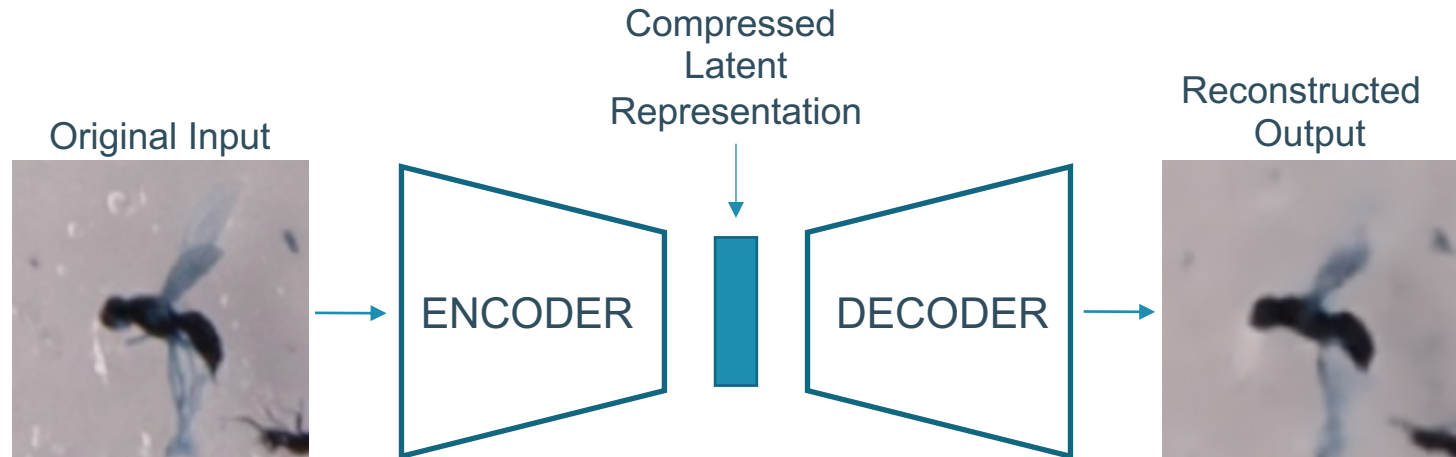 Original Input
ENCODER
Compressed
Latent
Representation
DECODER
Reconstructed
Output